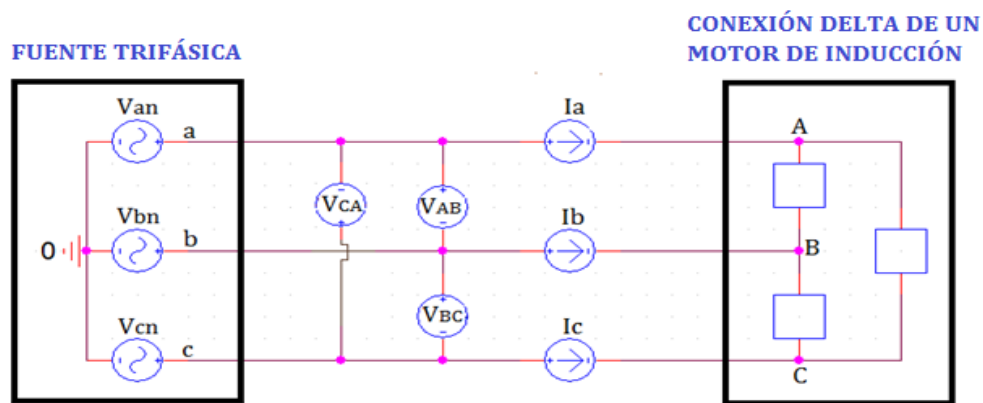 CONEXIÓN DELTA DE UN
MOTOR DE INDUCCIÓN
FUENTE TRIFÁSICA
Van
a
Ia
A
VCA
VAB
Vbn
b
Ib
B
0
VBC
Vcn
c
Ic
C